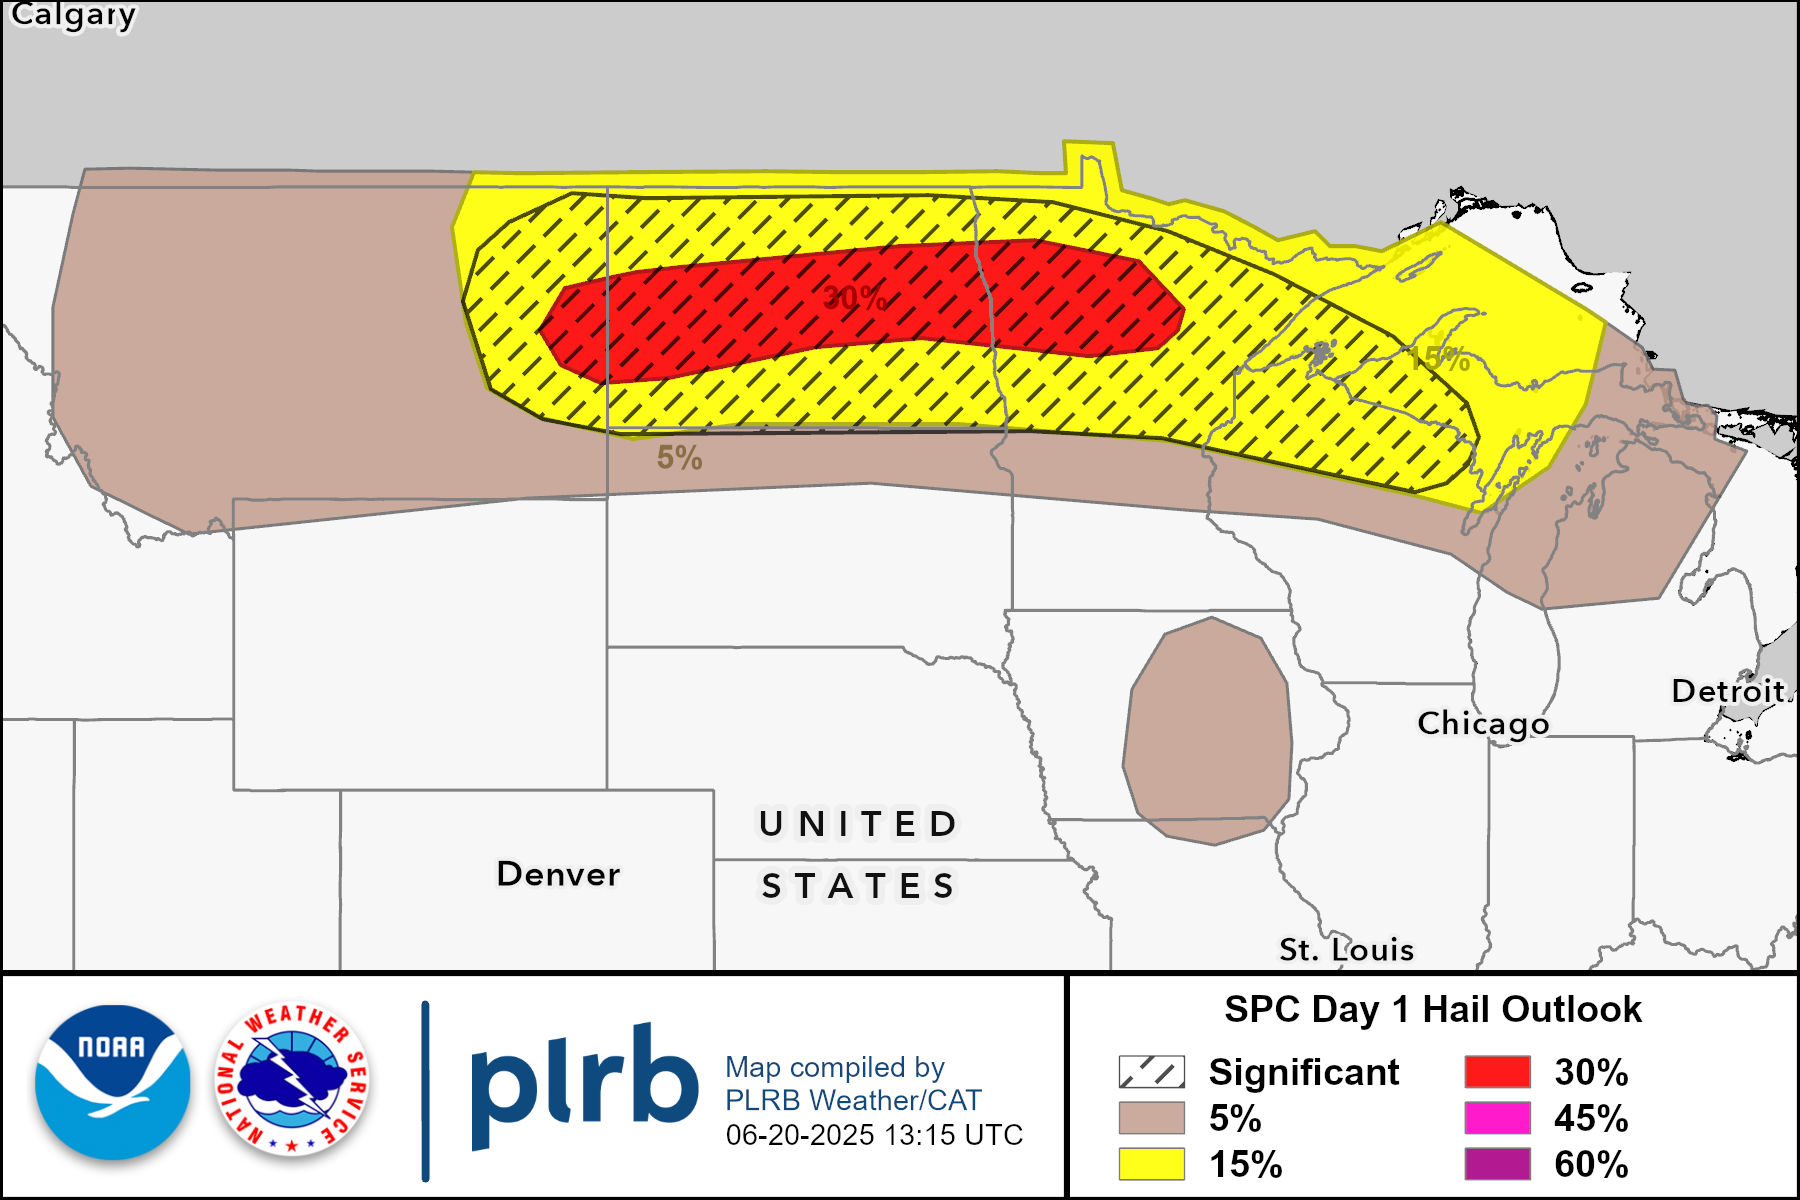 Calgary
30%
15%
5%
Detroit
Chicago
UNITED
STATES
Denver
St. Louis
NOAA
NATIONAL WEATHER SERVICE
plrb
Map compiled by
PLRB Weather/CAT
06-20-2025 13:15 UTC
SPC Day 1 Hail Outlook
Significant
5%
15%
30%
45%
60%